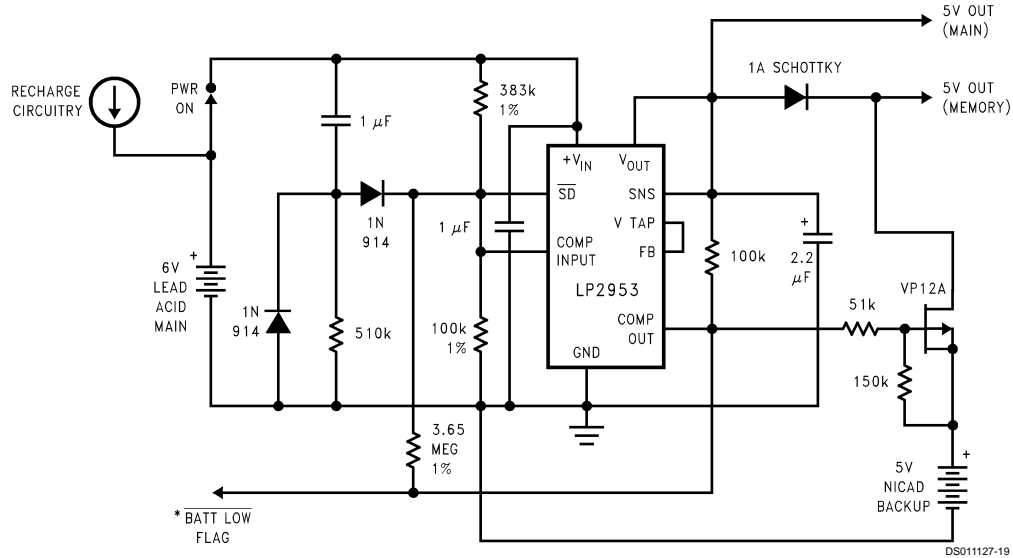 5V OUT
(MAIN)
1A SCHOTTKY
5V OUT
(MEMORY)
RECHARGE
CIRCUITRY
PWR
ON
383k
1%
1 μF
+VIN
VOUT
SD
SNS
1N
914
1 μF
V TAP
COMP
INPUT
FB
+
100k
2.2
μF
+
6V
LEAD
ACID
MAIN
LP2953
VP12A
1N
914
510k
100k
1%
COMP
OUT
51k
GND
150k
3.65
MEG
1%
+
5V
NICAD
BACKUP
* BATT LOW
FLAG
DS011127-19